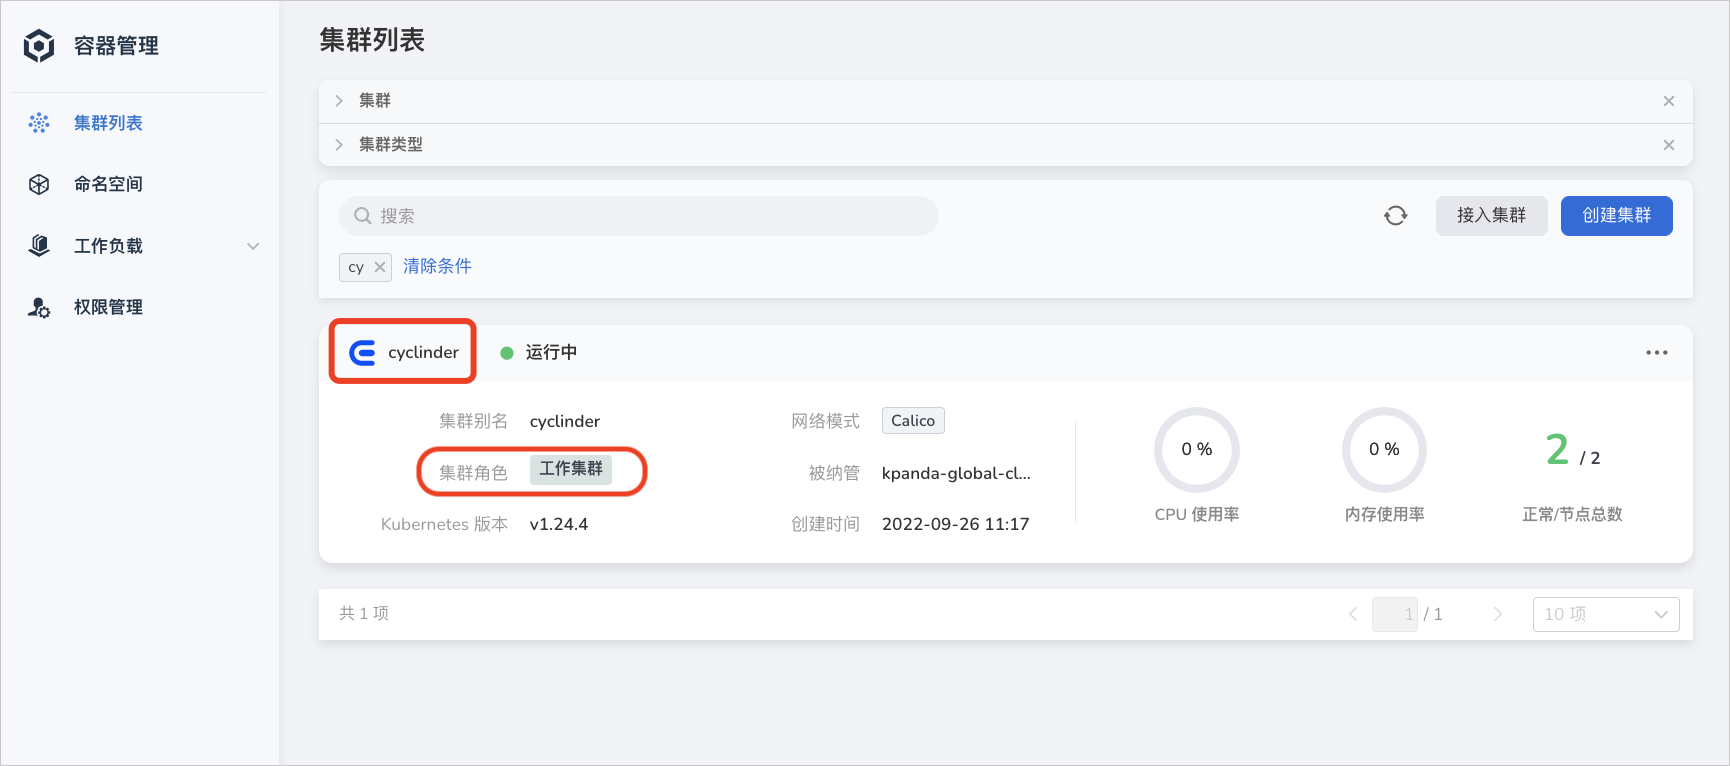 容器管理
集群列表
命名空间
工作负载
权限管理
集群列表
集群
集群类型
搜索
接入集群
创建集群
cy
清除条件
cyclinder
运行中
集群别名 cyclinder
集群角色 工作集群
Kubernetes 版本 v1.24.4
网络模式 Calico
被纳管 kpanda-global-cl...
创建时间 2022-09-26 11:17
0 %
CPU 使用率
0 %
内存使用率
2 / 2
正常/节点总数
共 1 项
1 / 1
10 项